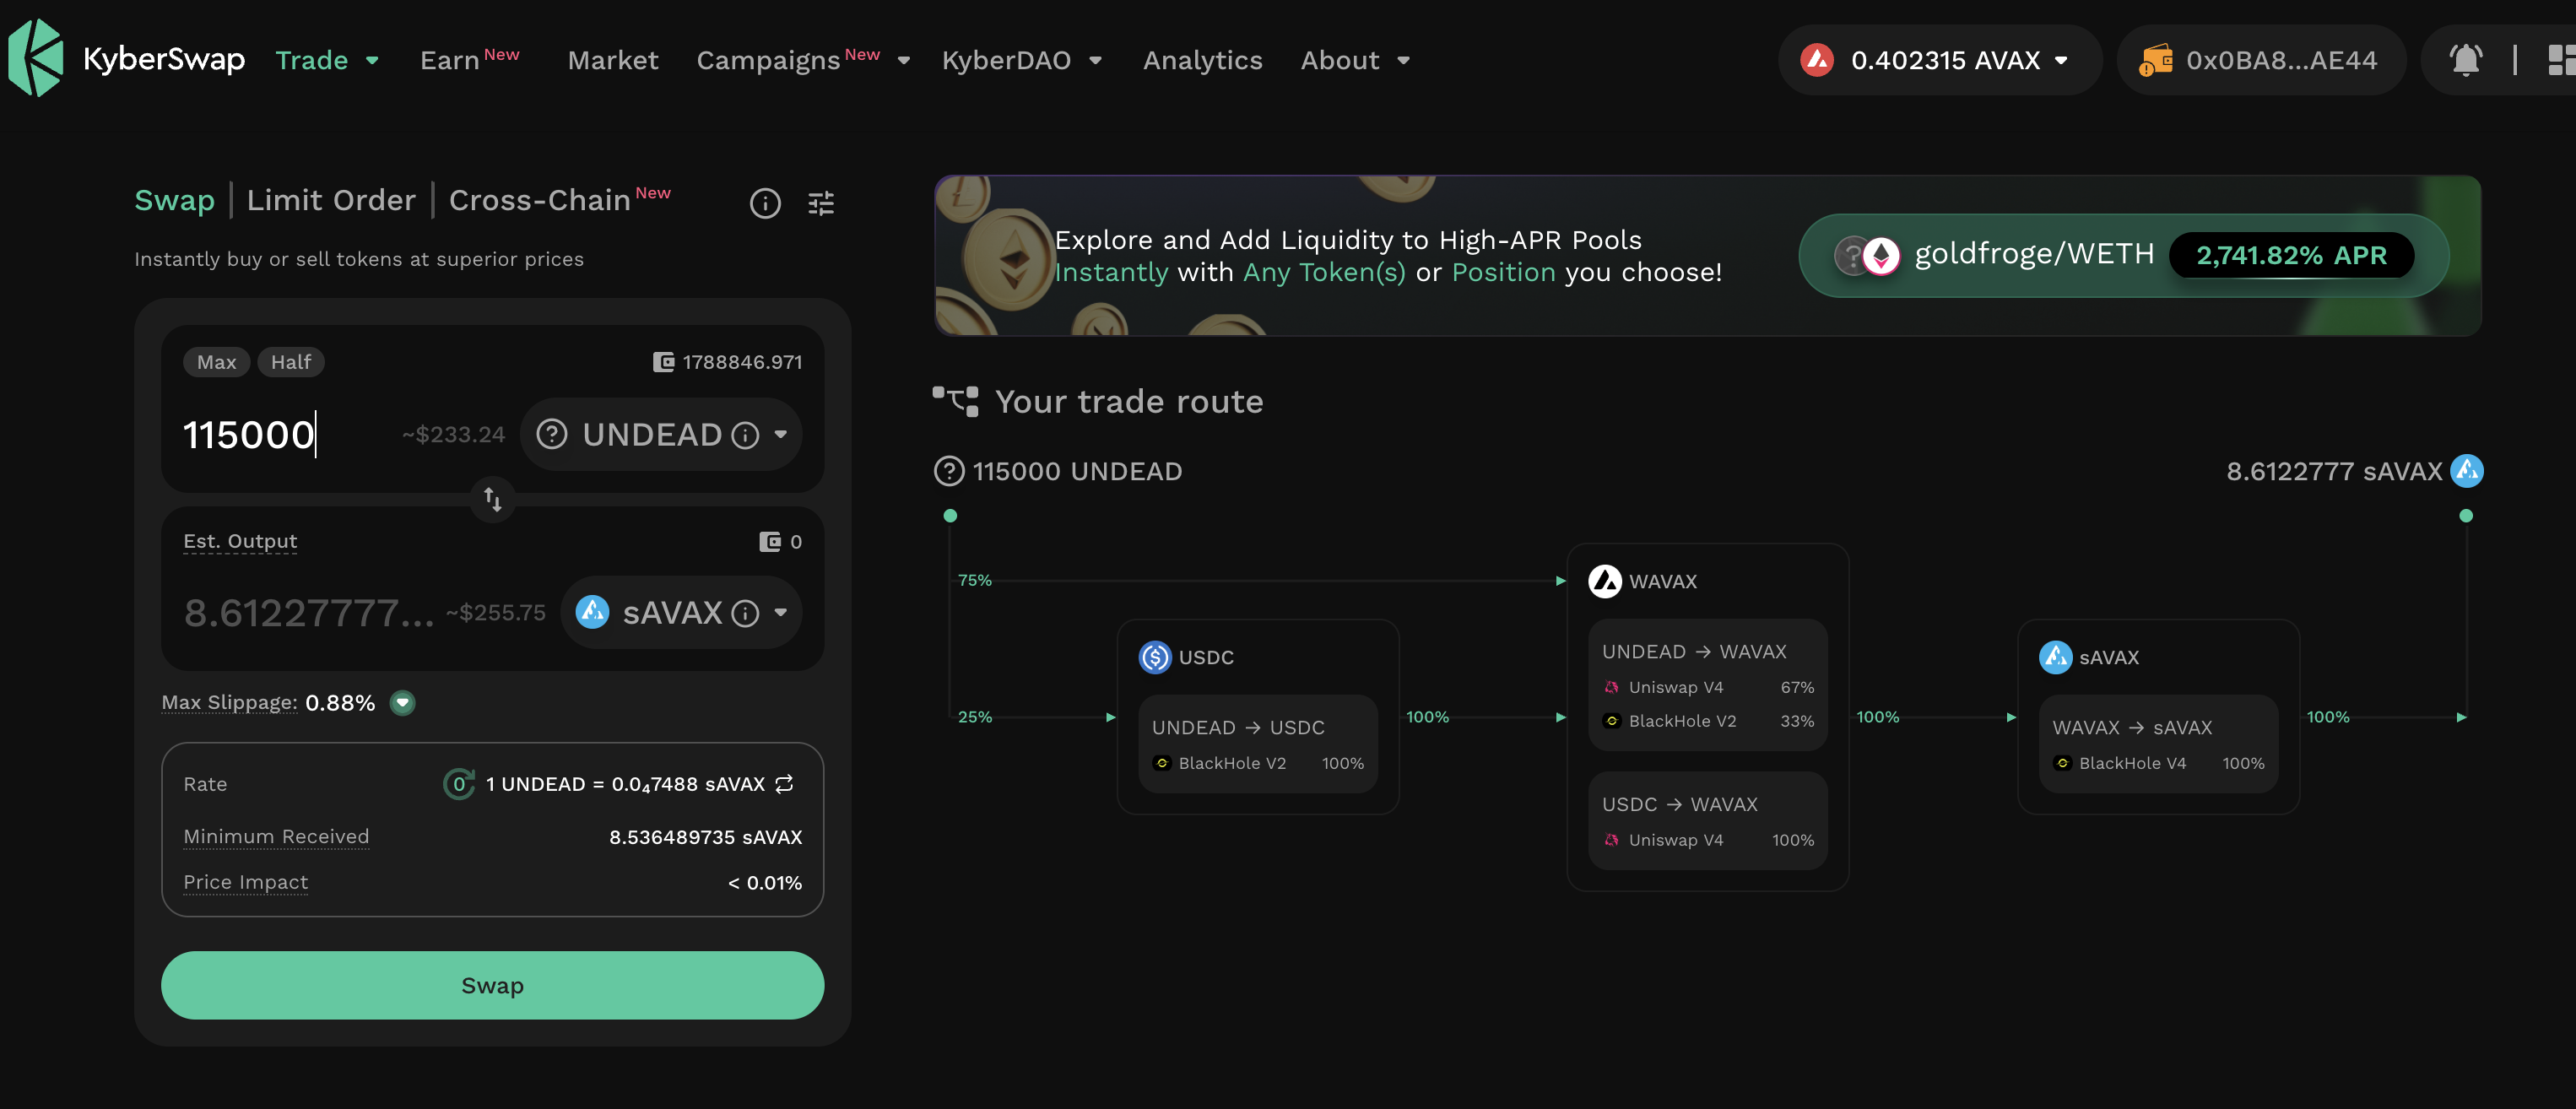 KyberSwap Trade Earn New Market Campaigns New KyberDAO Analytics About 0.402315 AVAX 0x0BA8...AE44
Swap | Limit Order | Cross-Chain New
Instantly buy or sell tokens at superior prices
Max Half 1788846.971
115000 ~$233.24 UNDEAD
Est. Output 0
8.61227777... ~$255.75 sAVAX
Max Slippage: 0.88%
Rate 0 1 UNDEAD = 0.0₄7488 sAVAX
Minimum Received 8.536489735 sAVAX
Price Impact < 0.01%
Swap
Explore and Add Liquidity to High-APR Pools
Instantly with Any Token(s) or Position you choose!
goldfroge/WETH 2,741.82% APR
Your trade route
115000 UNDEAD 8.6122777 sAVAX
75%
25%
USDC
UNDEAD → USDC
BlackHole V2 100%
100%
WAVAX
UNDEAD → WAVAX
Uniswap V4 67%
BlackHole V2 33%
USDC → WAVAX
Uniswap V4 100%
100%
sAVAX
WAVAX → sAVAX
BlackHole V4 100%
100%